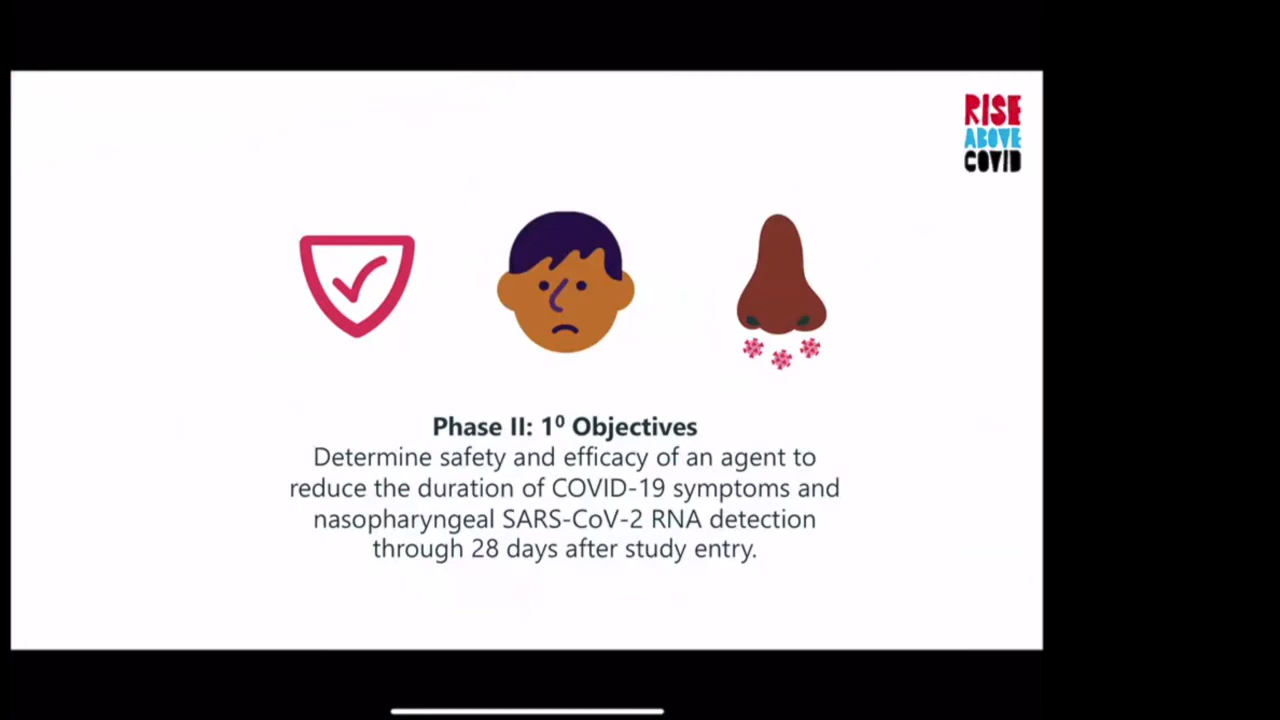 RISE
ABOVE
COVID
Phase II: 1⁰ Objectives
Determine safety and efficacy of an agent to
reduce the duration of COVID-19 symptoms and
nasopharyngeal SARS-CoV-2 RNA detection
through 28 days after study entry.